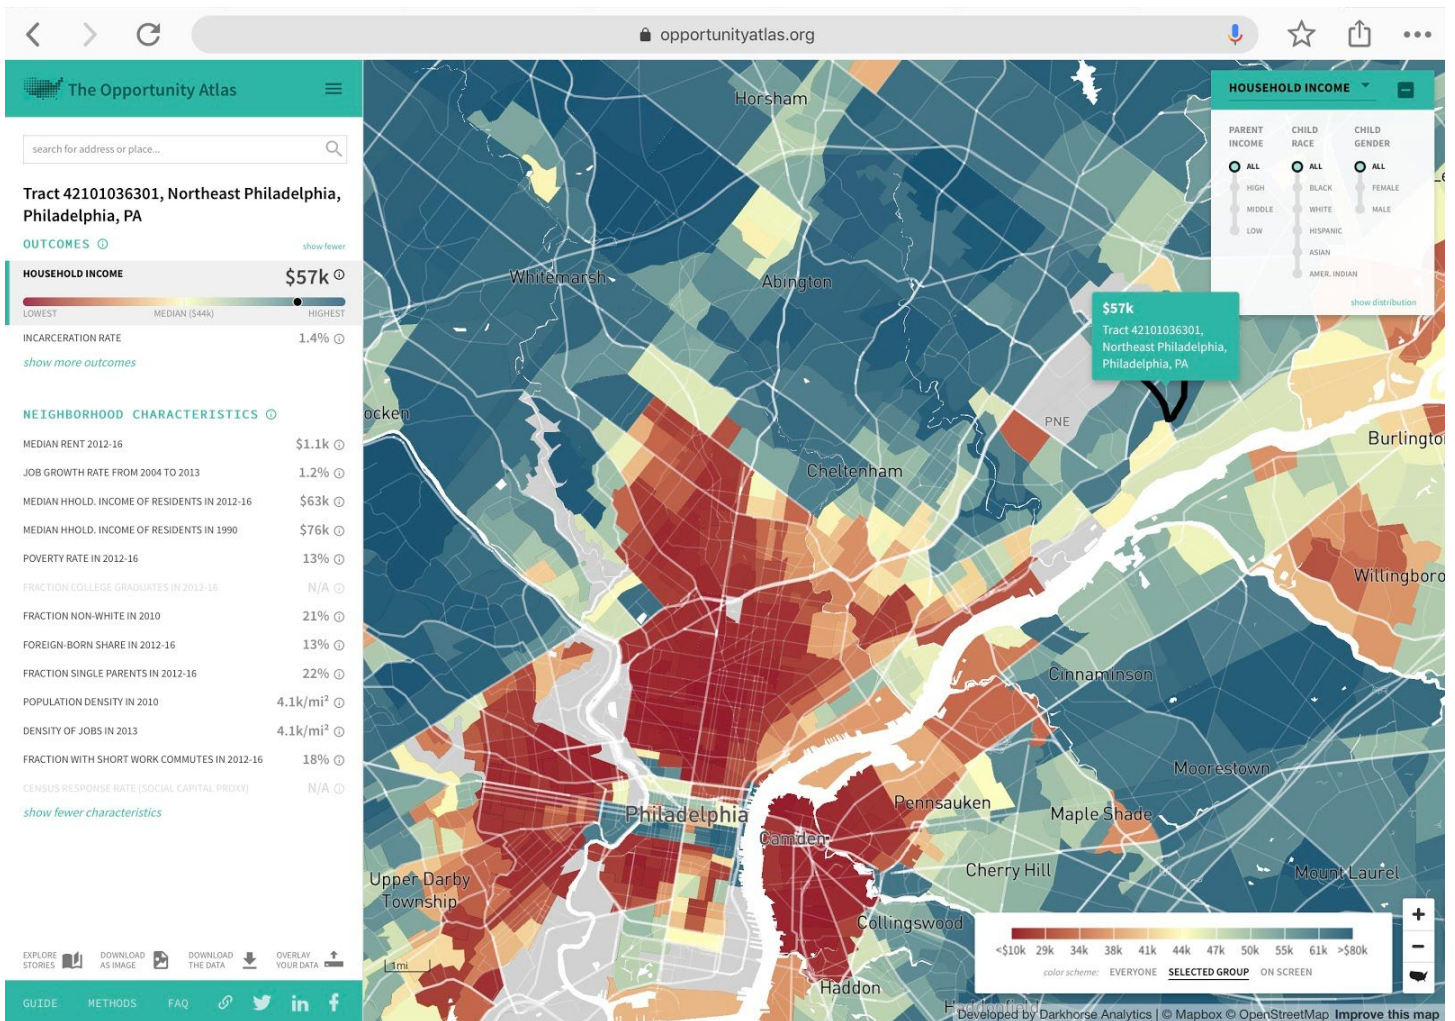 opportunityatlas.org
The Opportunity Atlas
search for address or place...
Tract 42101036301, Northeast Philadelphia,
Philadelphia, PA
OUTCOMES
show fewer
HOUSEHOLD INCOME $57k
LOWEST MEDIAN ($44k) HIGHEST
INCARCERATION RATE 1.4%
show more outcomes
NEIGHBORHOOD CHARACTERISTICS
MEDIAN RENT 2012-16 $1.1k
JOB GROWTH RATE FROM 2004 TO 2013 1.2%
MEDIAN HHOLD. INCOME OF RESIDENTS IN 2012-16 $63k
MEDIAN HHOLD. INCOME OF RESIDENTS IN 1990 $76k
POVERTY RATE IN 2012-16 13%
FRACTION COLLEGE GRADUATES IN 2012-16 N/A
FRACTION NON-WHITE IN 2010 21%
FOREIGN-BORN SHARE IN 2012-16 13%
FRACTION SINGLE PARENTS IN 2012-16 22%
POPULATION DENSITY IN 2010 4.1k/mi²
DENSITY OF JOBS IN 2013 4.1k/mi²
FRACTION WITH SHORT WORK COMMUTES IN 2012-16 18%
CENSUS RESPONSE RATE (SOCIAL CAPITAL PROXY) N/A
show fewer characteristics
EXPLORE STORIES
DOWNLOAD AS IMAGE
DOWNLOAD THE DATA
OVERLAY YOUR DATA
GUIDE METHODS FAQ
Horsham
Whitemarsh
Abington
ocken
PNE
Cheltenham
Burlingto
Willingboro
Cinnaminson
Moorestown
Philadelphia
Pennsauken
Maple Shade
Camden
Cherry Hill
Mount Laurel
Upper Darby
Township
Collingswood
Haddon
1mi
HOUSEHOLD INCOME
PARENT INCOME
ALL
HIGH
MIDDLE
LOW
CHILD RACE
ALL
BLACK
WHITE
HISPANIC
ASIAN
AMER. INDIAN
CHILD GENDER
ALL
FEMALE
MALE
show distribution
$57k
Tract 42101036301,
Northeast Philadelphia,
Philadelphia, PA
<$10k 29k 34k 38k 41k 44k 47k 50k 55k 61k >$80k
color scheme: EVERYONE SELECTED GROUP ON SCREEN
Developed by Darkhorse Analytics | © Mapbox © OpenStreetMap Improve this map